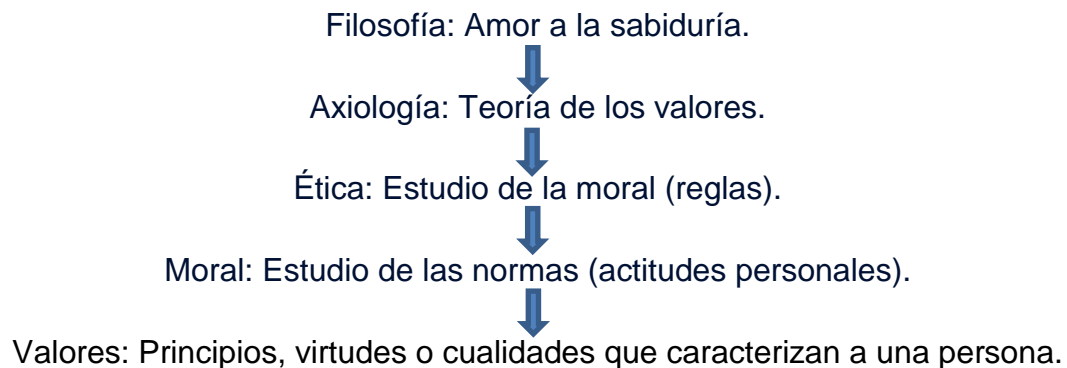 Filosofía: Amor a la sabiduría.
Axiología: Teoría de los valores.
Ética: Estudio de la moral (reglas).
Moral: Estudio de las normas (actitudes personales).
Valores: Principios, virtudes o cualidades que caracterizan a una persona.